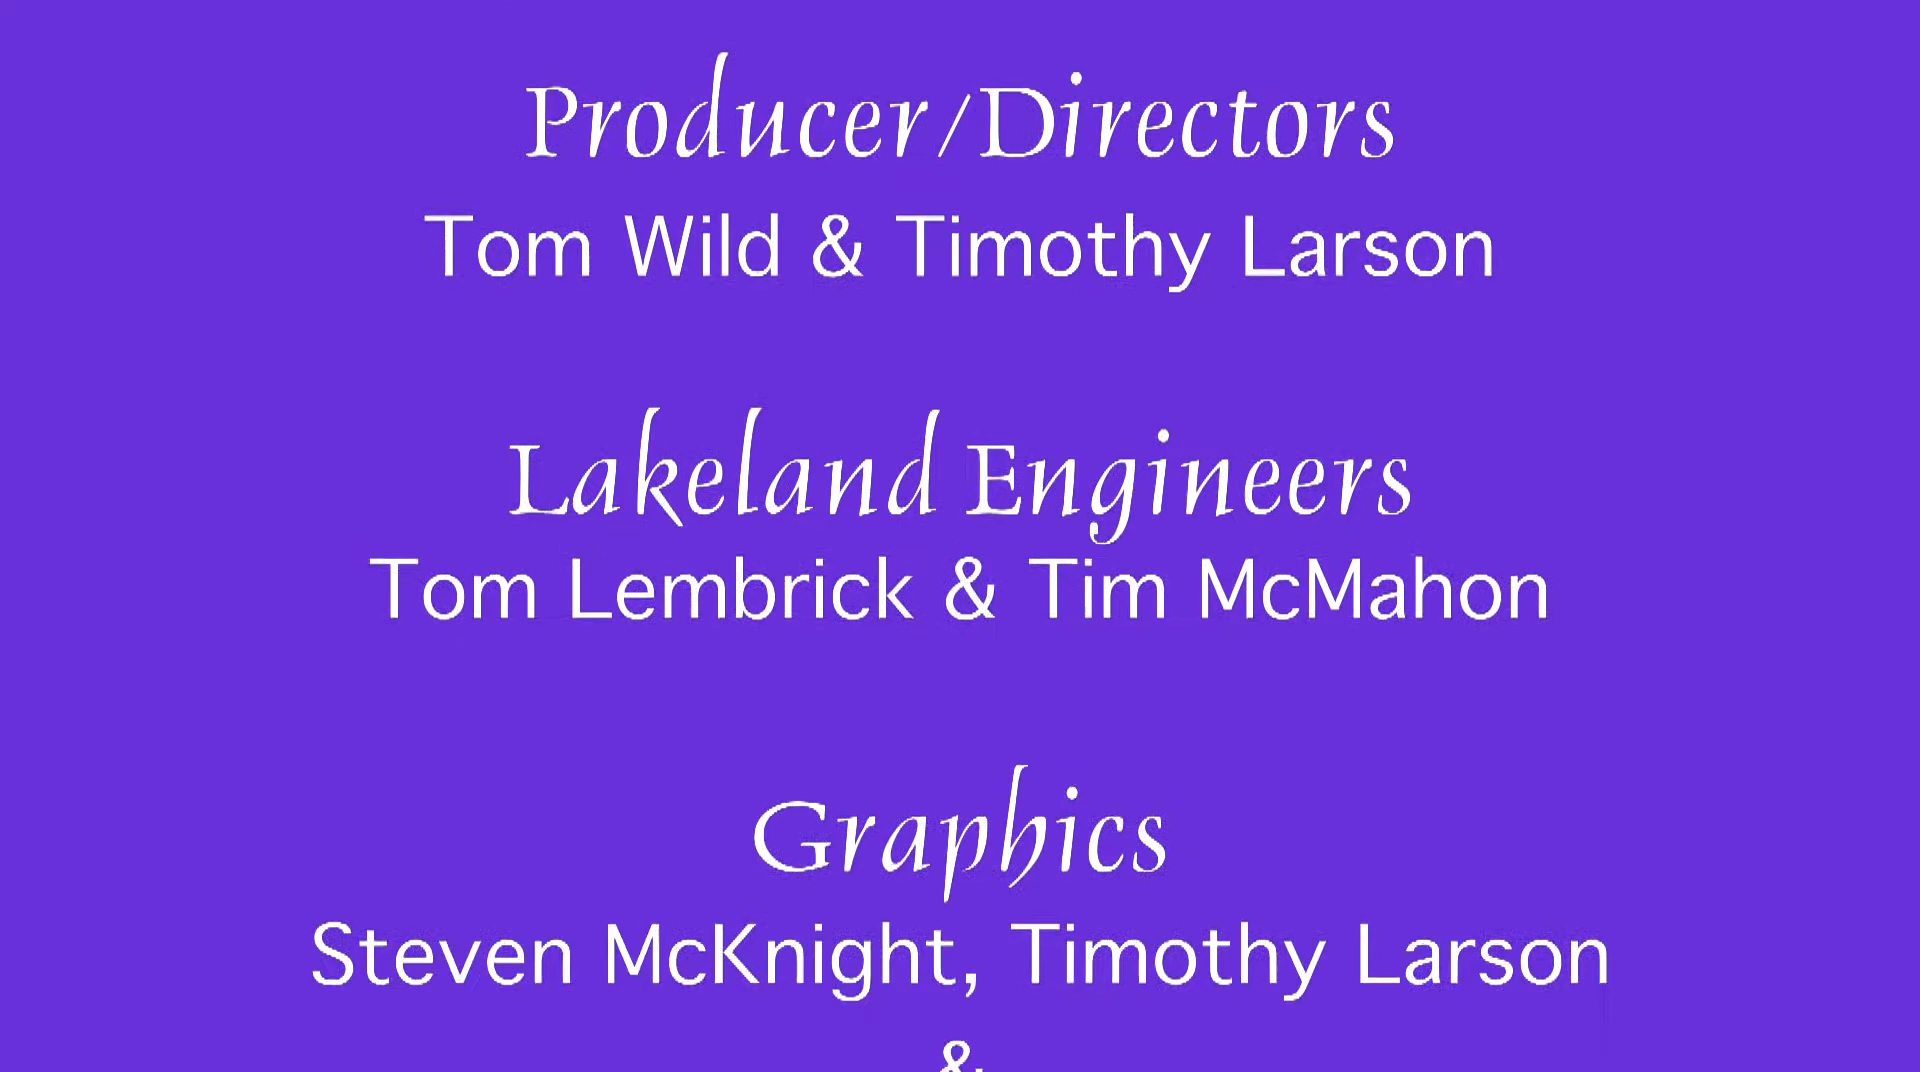 Producer/Directors
Tom Wild & Timothy Larson
Lakeland Engineers
Tom Lembrick & Tim McMahon
Graphics
Steven McKnight, Timothy Larson
&